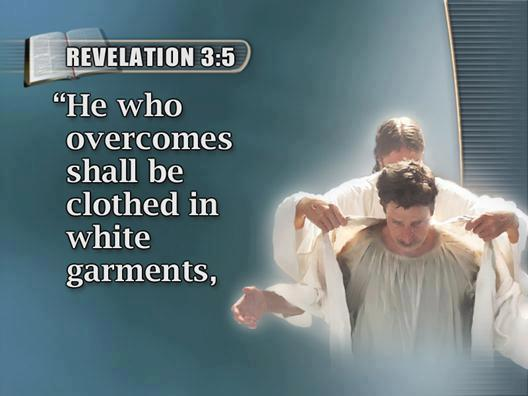 REVELATION 3:5
“He who
overcomes
shall be
clothed in
white
garments,